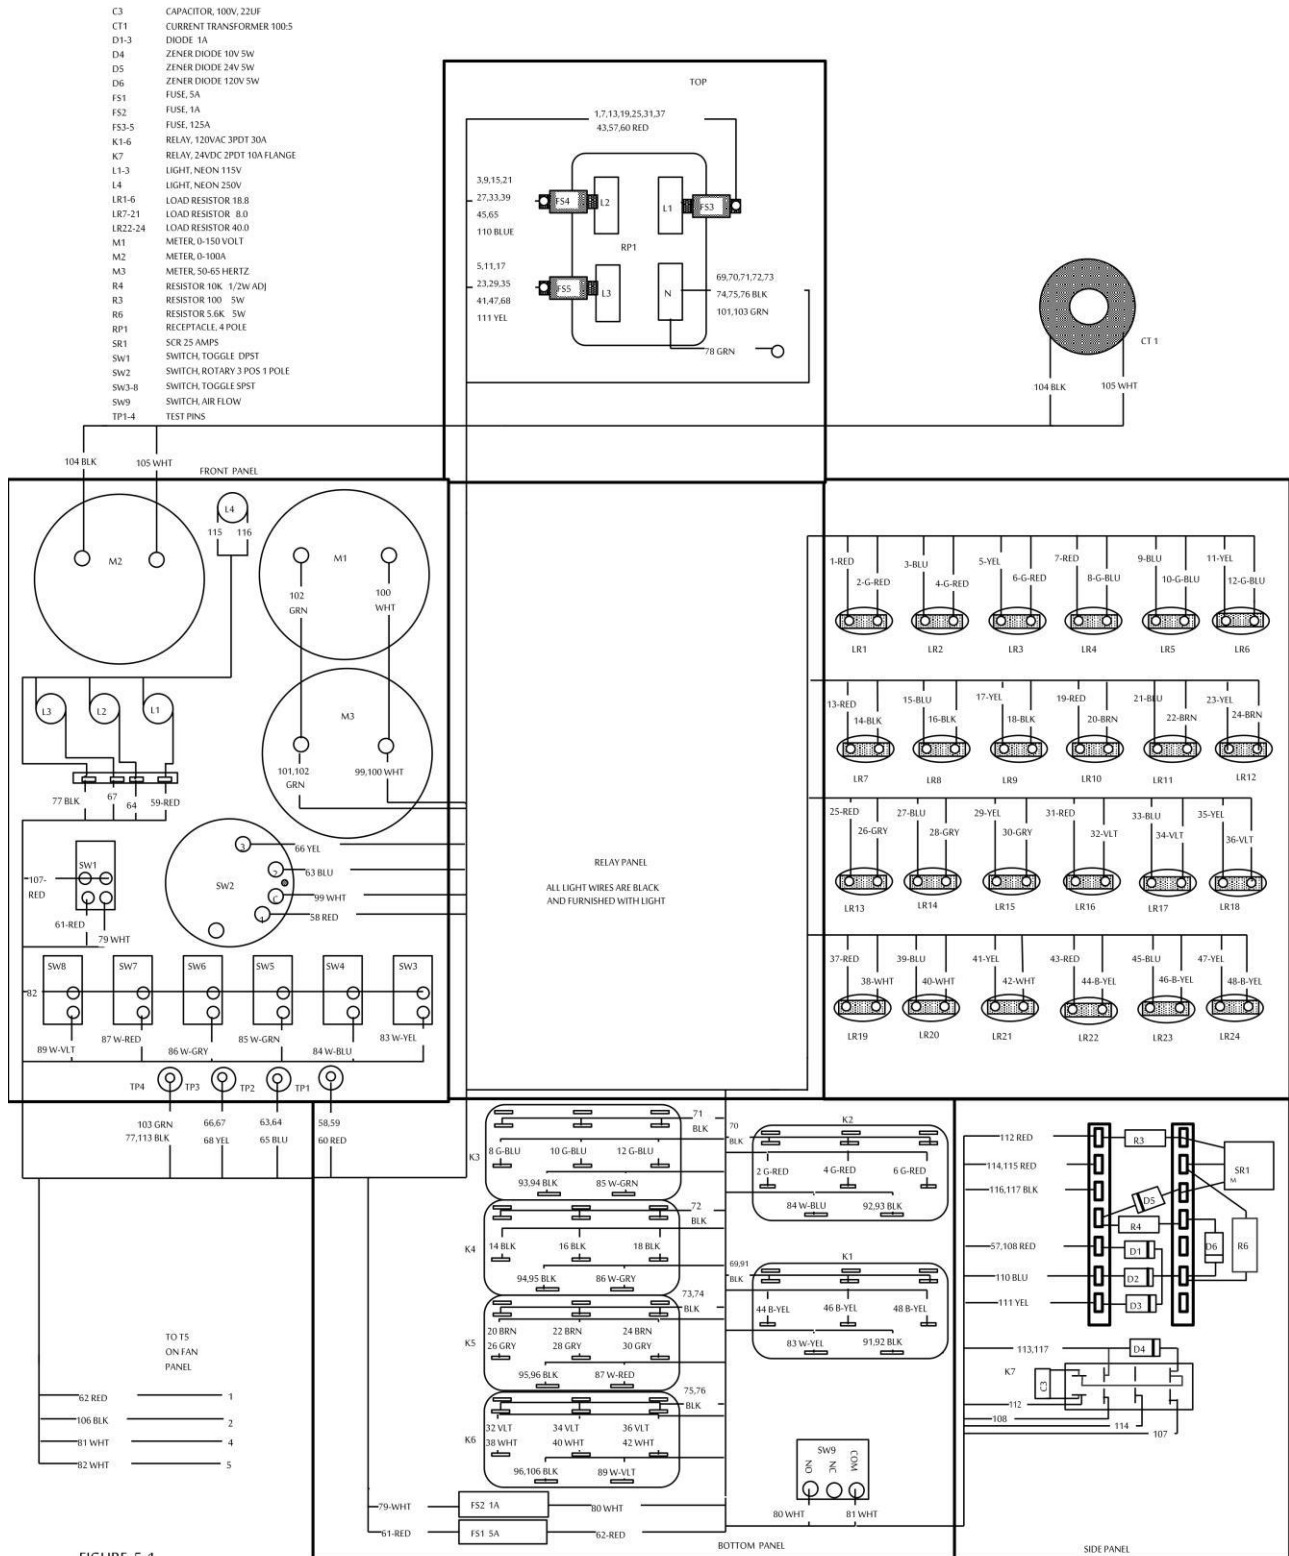 C3 CAPACITOR, 100V, 22UF
CT1 CURRENT TRANSFORMER 100:5
D1-3 DIODE 1A
D4 ZENER DIODE 10V 5W
D5 ZENER DIODE 24V 5W
D6 ZENER DIODE 120V 5W
FS1 FUSE, 5A
FS2 FUSE, 1A
FS3-5 FUSE, 125A
K1-6 RELAY, 120VAC 3PDT 30A
K7 RELAY, 24VDC 2PDT 10A FLANGE
L1-3 LIGHT, NEON 115V
L4 LIGHT, NEON 250V
LR1-6 LOAD RESISTOR 18.8
LR7-21 LOAD RESISTOR 8.0
LR22-24 LOAD RESISTOR 40.0
M1 METER, 0-150 VOLT
M2 METER, 0-100A
M3 METER, 50-65 HERTZ
R4 RESISTOR 10K 1/2W ADJ
R3 RESISTOR 100 5W
R6 RESISTOR 5.6K 5W
RP1 RECEPTACLE, 4 POLE
SR1 SCR 25 AMPS
SW1 SWITCH, TOGGLE DPST
SW2 SWITCH, ROTARY 3 POS 1 POLE
SW3-8 SWITCH, TOGGLE SPST
SW9 SWITCH, AIR FLOW
TP1-4 TEST PINS
TOP
1,7,13,19,25,31,37
43,57,60 RED
3,9,15,21
27,33,39
45,65
110 BLUE
FS4 L2 L1 FS3
RP1
5,11,17
23,29,35
41,47,68
111 YEL
FS5 L3 N
69,70,71,72,73
74,75,76 BLK
101,103 GRN
78 GRN
CT 1
104 BLK 105 WHT
104 BLK 105 WHT
FRONT PANEL
L4
115 116
M2 M1
102
GRN
100
WHT
M3
L3 L2 L1
101,102
GRN
99,100 WHT
77 BLK 67 64 59-RED
3 66 YEL
SW1
107-
RED
SW2
2 63 BLU
C 99 WHT
1 58 RED
61-RED
79 WHT
SW8 SW7 SW6 SW5 SW4 SW3
82
89 W-VLT 87 W-RED 86 W-GRY 85 W-GRN 84 W-BLU 83 W-YEL
TP4 TP3 TP2 TP1
103 GRN 66,67 63,64 58,59
77,113 BLK 68 YEL 65 BLU 60 RED
RELAY PANEL
ALL LIGHT WIRES ARE BLACK
AND FURNISHED WITH LIGHT
1-RED 3-BLU 5-YEL 7-RED 9-BLU 11-YEL
2-G-RED 4-G-RED 6-G-RED 8-G-BLU 10-G-BLU 12-G-BLU
LR1 LR2 LR3 LR4 LR5 LR6
13-RED 15-BLU 17-YEL 19-RED 21-BLU 23-YEL
14-BLK 16-BLK 18-BLK 20-BRN 22-BRN 24-BRN
LR7 LR8 LR9 LR10 LR11 LR12
25-RED 27-BLU 29-YEL 31-RED 33-BLU 35-YEL
26-GRY 28-GRY 30-GRY 32-VLT 34-VLT 36-VLT
LR13 LR14 LR15 LR16 LR17 LR18
37-RED 39-BLU 41-YEL 43-RED 45-BLU 47-YEL
38-WHT 40-WHT 42-WHT 44-B-YEL 46-B-YEL 48-B-YEL
LR19 LR20 LR21 LR22 LR23 LR24
71
BLK
K3
8 G-BLU 10 G-BLU 12 G-BLU
93,94 BLK 85 W-GRN
72
BLK
K4
14 BLK 16 BLK 18 BLK
94,95 BLK 86 W-GRY
73,74
BLK
K5
20 BRN 22 BRN 24 BRN
26 GRY 28 GRY 30 GRY
95,96 BLK 87 W-RED
75,76
BLK
K6
32 VLT 34 VLT 36 VLT
38 WHT 40 WHT 42 WHT
96,106 BLK 89 W-VLT
79-WHT FS2 1A 80 WHT
61-RED FS1 5A 62-RED
70
BLK
K2
2 G-RED 4 G-RED 6 G-RED
84 W-BLU 92,93 BLK
69,91
BLK
K1
44 B-YEL 46 B-YEL 48 B-YEL
83 W-YEL 91,92 BLK
SW9
NO NC COM
80 WHT 81 WHT
BOTTOM PANEL
112 RED R3
114,115 RED SR1
M
116,117 BLK D5
R4
57,108 RED D1 D6 R6
110 BLU D2
111 YEL D3
113,117 D4
K7
C3
112
108
114
107
SIDE PANEL
TO T5
ON FAN
PANEL
62 RED 1
106 BLK 2
81 WHT 4
82 WHT 5